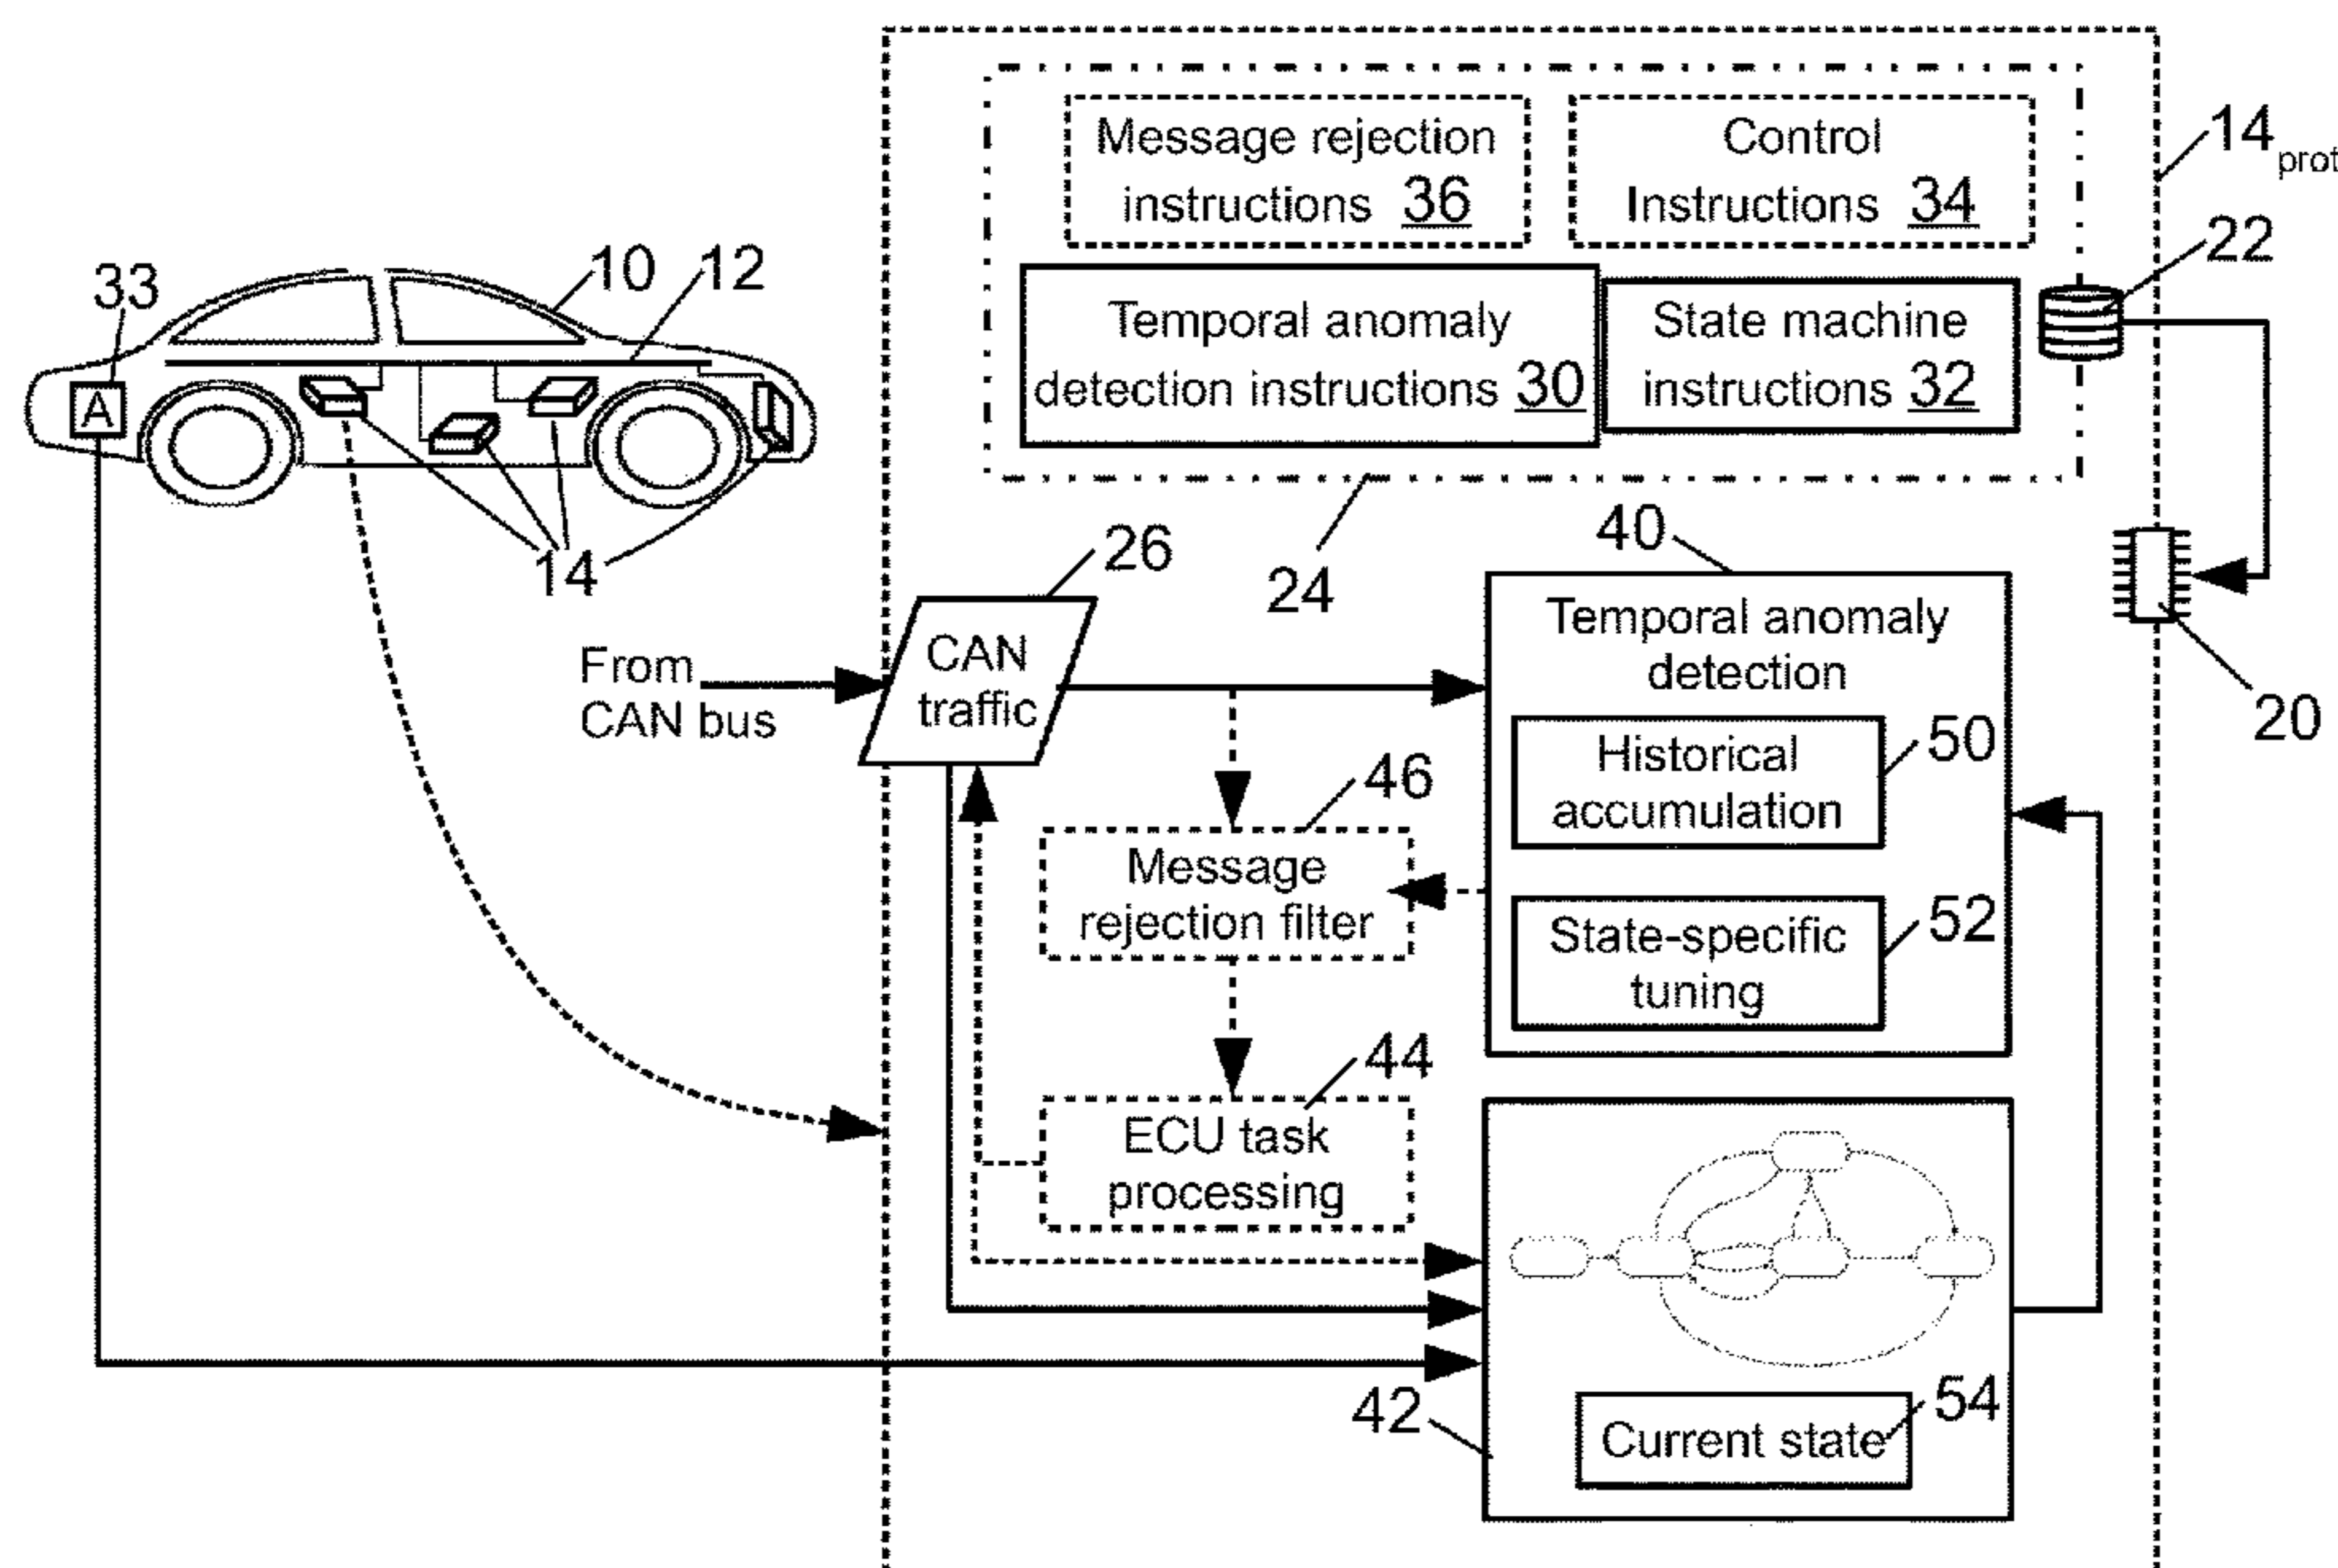 Message rejection
instructions 36
Control
Instructions 34
14prot
22
33
10
12
A
Temporal anomaly
detection instructions 30
State machine
instructions 32
14
24
26
40
20
From
CAN bus
CAN
traffic
Temporal anomaly
detection
Historical
accumulation
50
46
Message
rejection filter
State-specific
tuning
52
44
ECU task
processing
42
Current state
54